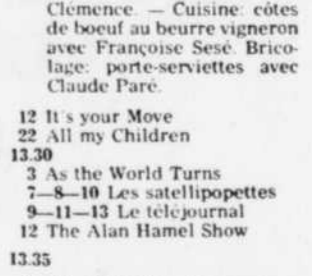 Clémence. — Cuisine: côtes
de boeuf au beurre vigneron
avec Françoise Sesé. Brico-
lage: porte-serviettes avec
Claude Paré.
12 It's your Move
22 All my Children
13.30
3 As the World Turns
7—8—10 Les satellipopettes
9—11—13 Le téléjournal
12 The Alan Hamel Show
13.35